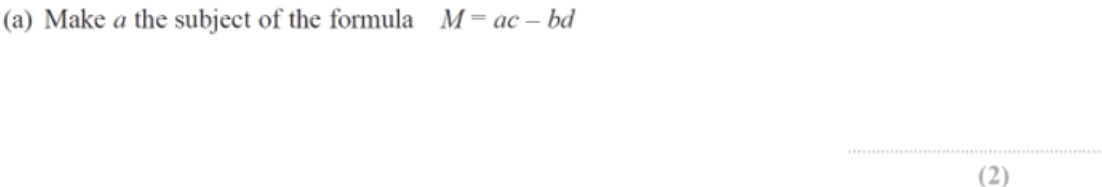 (a) Make a the subject of the formula M = ac – bd
(2)